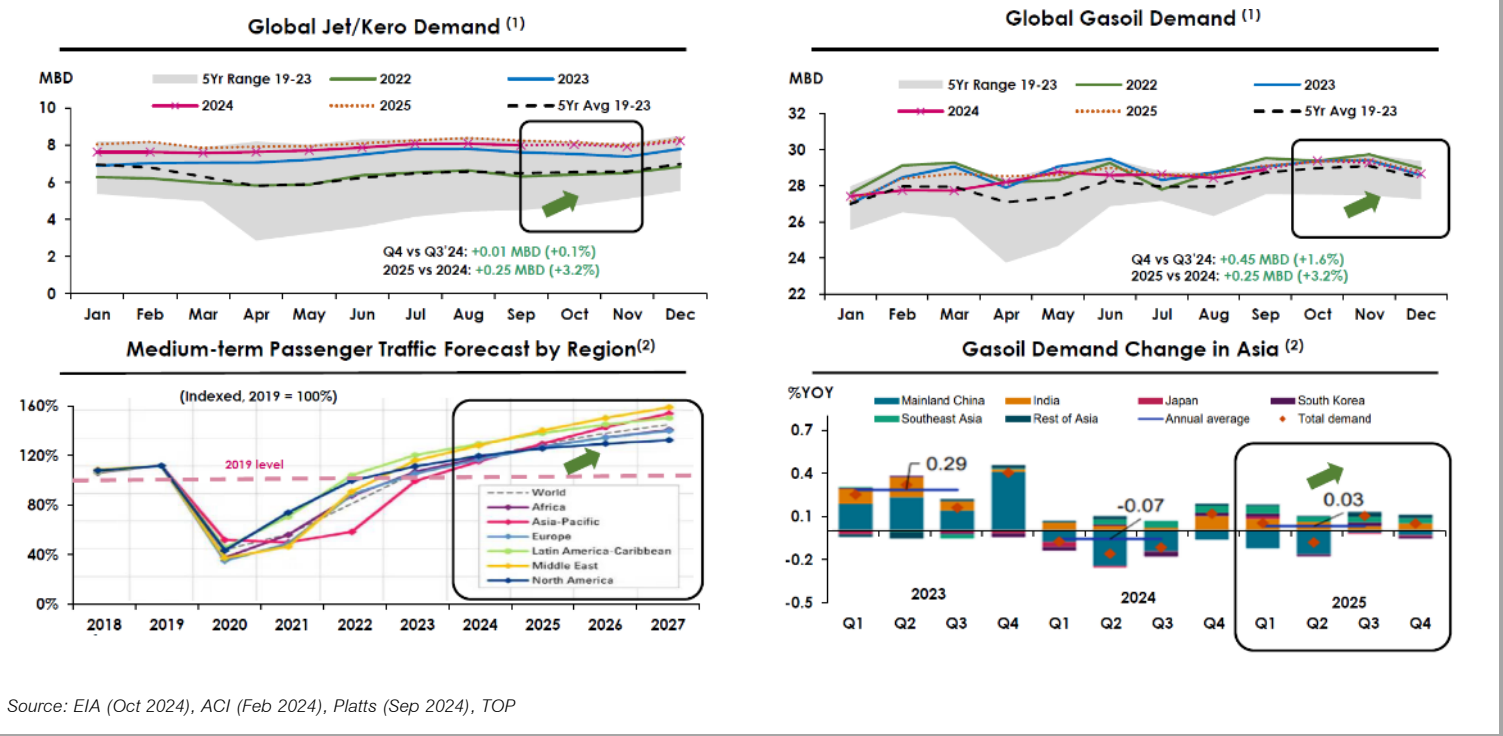 Global Jet/Kero Demand (1)
MBD
5Yr Range 19-23
2022
2023
2024
2025
5Yr Avg 19-23
10
8
6
4
2
0
Q4 vs Q3'24: +0.01 MBD (+0.1%)
2025 vs 2024: +0.25 MBD (+3.2%)
Jan Feb Mar Apr May Jun Jul Aug Sep Oct Nov Dec
Global Gasoil Demand (1)
MBD
5Yr Range 19-23
2022
2023
2024
2025
5Yr Avg 19-23
32
30
28
26
24
22
Q4 vs Q3'24: +0.45 MBD (+1.6%)
2025 vs 2024: +0.25 MBD (+3.2%)
Jan Feb Mar Apr May Jun Jul Aug Sep Oct Nov Dec
Medium-term Passenger Traffic Forecast by Region(2)
(Indexed, 2019 = 100%)
160%
120%
80%
40%
0%
2019 level
World
Africa
Asia-Pacific
Europe
Latin America-Caribbean
Middle East
North America
2018 2019 2020 2021 2022 2023 2024 2025 2026 2027
Gasoil Demand Change in Asia (2)
%YOY
Mainland China
India
Japan
South Korea
Southeast Asia
Rest of Asia
Annual average
Total demand
0.7
0.4
0.1
-0.2
-0.5
0.29
-0.07
0.03
2023
2024
2025
Q1 Q2 Q3 Q4 Q1 Q2 Q3 Q4 Q1 Q2 Q3 Q4
Source: EIA (Oct 2024), ACI (Feb 2024), Platts (Sep 2024), TOP